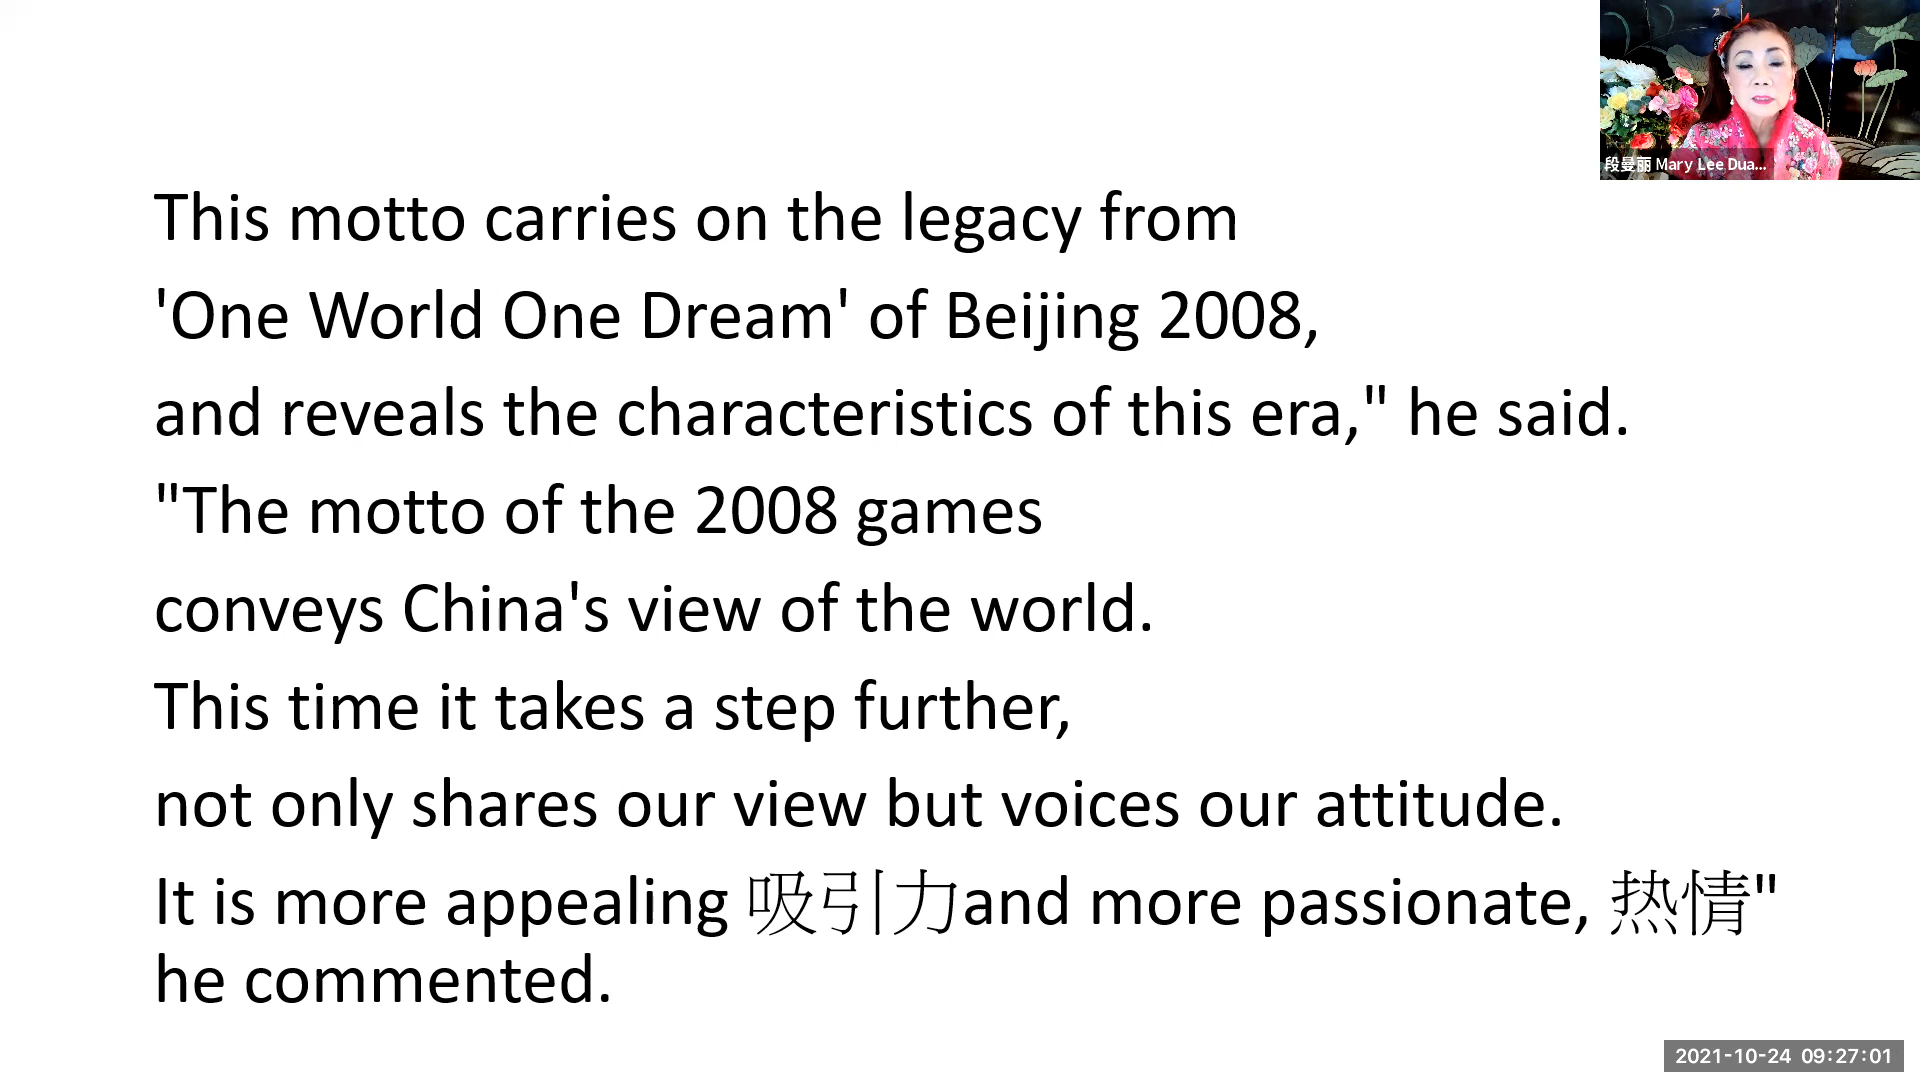 段曼丽 Mary Lee Dua...
This motto carries on the legacy from
'One World One Dream' of Beijing 2008,
and reveals the characteristics of this era," he said.
"The motto of the 2008 games
conveys China's view of the world.
This time it takes a step further,
not only shares our view but voices our attitude.
It is more appealing 吸引力and more passionate, 热情"
he commented.
2021-10-24 09:27:01